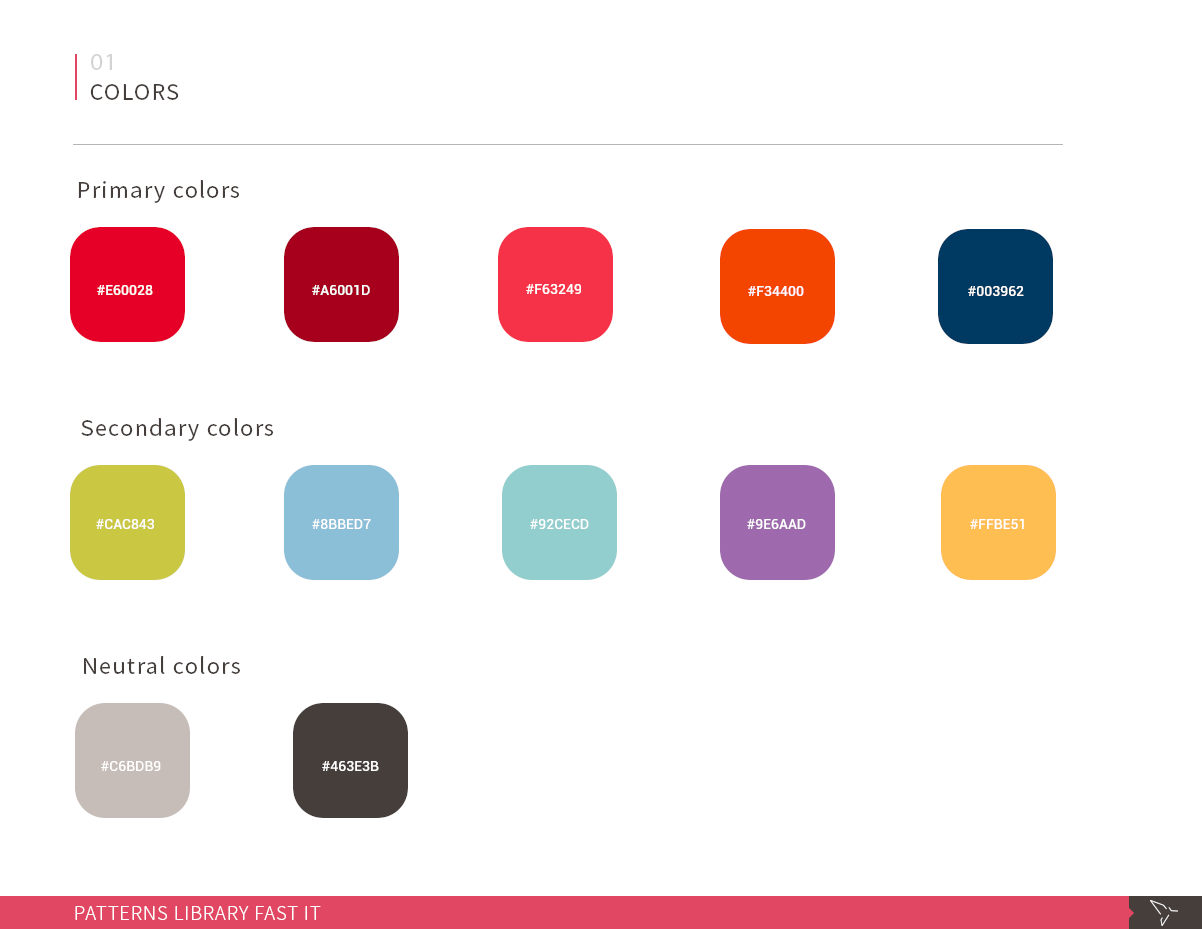 01
COLORS
Primary colors
#E60028
#A6001D
#F63249
#F34400
#003962
Secondary colors
#CAC843
#8BBED7
#92CECD
#9E6AAD
#FFBE51
Neutral colors
#C6BDB9
#463E3B
PATTERNS LIBRARY FAST IT